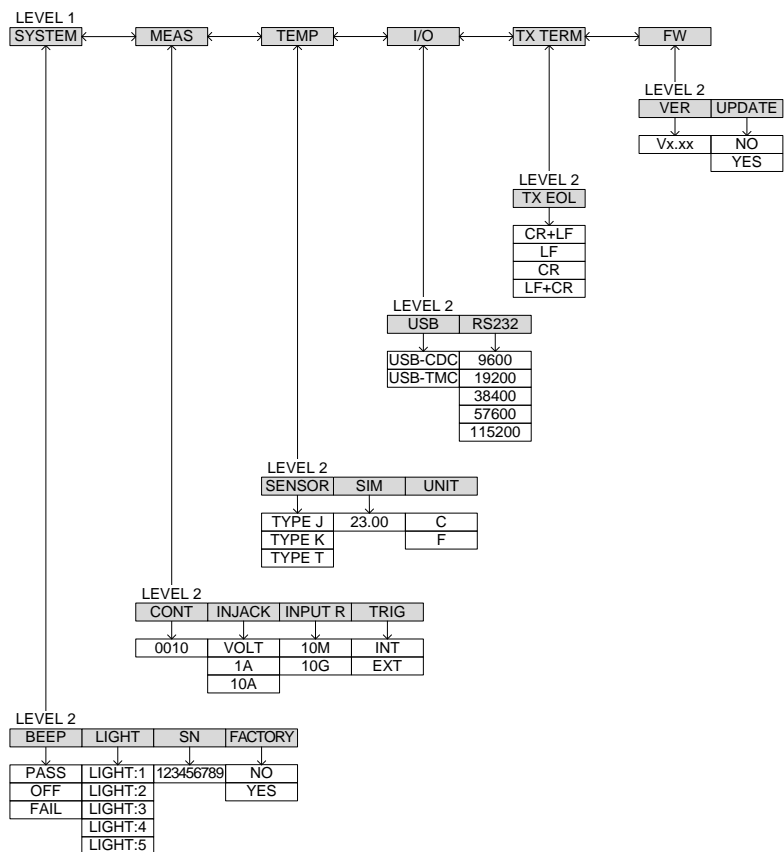 LEVEL 1
SYSTEM MEAS TEMP I/O TX TERM FW
LEVEL 2
VER UPDATE
Vx.xx NO
YES
LEVEL 2
TX EOL
CR+LF
LF
CR
LF+CR
LEVEL 2
USB RS232
USB-CDC 9600
USB-TMC 19200
38400
57600
115200
LEVEL 2
SENSOR SIM UNIT
TYPE J 23.00 C
TYPE K F
TYPE T
LEVEL 2
CONT INJACK INPUT R TRIG
0010 VOLT 10M INT
1A 10G EXT
10A
LEVEL 2
BEEP LIGHT SN FACTORY
PASS LIGHT:1 123456789 NO
OFF LIGHT:2 YES
FAIL LIGHT:3
LIGHT:4
LIGHT:5